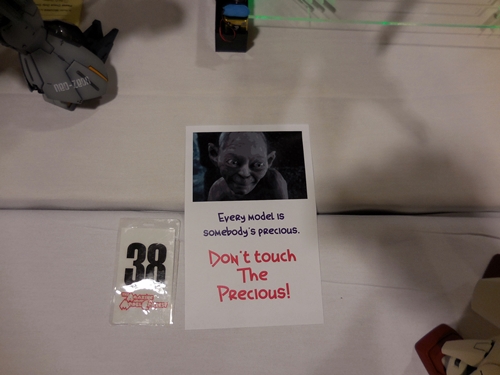 Every model is
somebody's precious.
Don't touch
The
Precious!
38